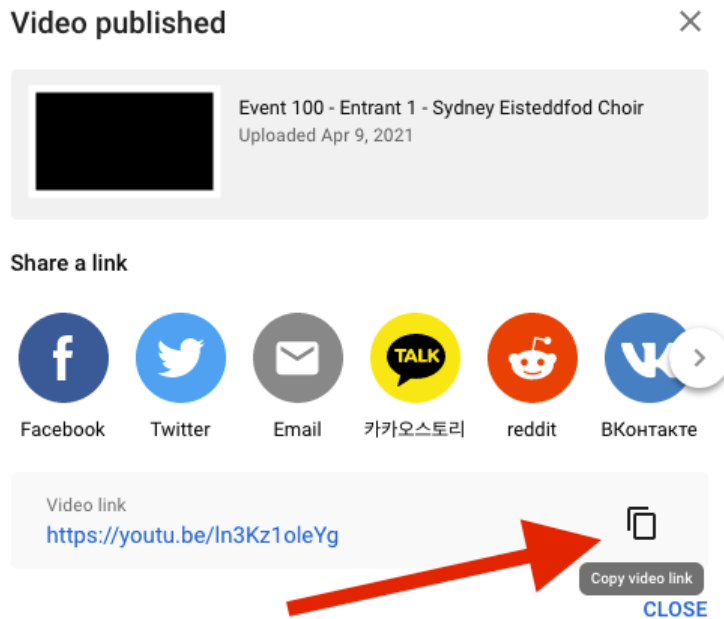 Video published
Event 100 - Entrant 1 - Sydney Eisteddfod Choir
Uploaded Apr 9, 2021
Share a link
f
TALK
VK
Facebook
Twitter
Email
카카오스토리
reddit
ВКонтакте
Video link
https://youtu.be/ln3Kz1oleYg
Copy video link
CLOSE